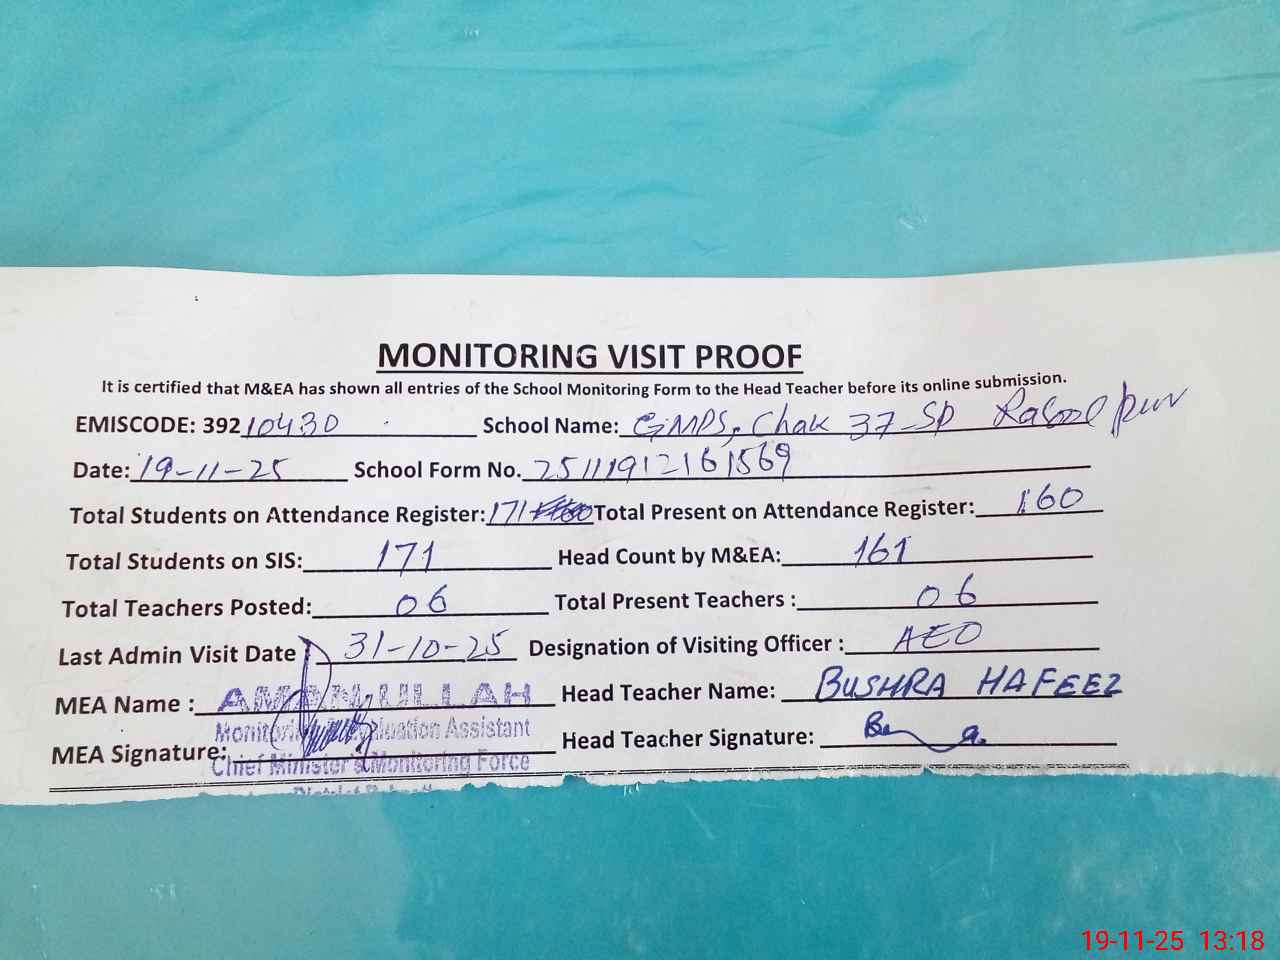 MONITORING VISIT PROOF
It is certified that M&EA has shown all entries of the School Monitoring Form to the Head Teacher before its online submission.
EMISCODE: 39210430 School Name: GMPS, Chak 37-SP Rasool pur
Date: 19-11-25 School Form No. 25111912161569
Total Students on Attendance Register: 171 Total Present on Attendance Register: 160
Total Students on SIS: 171 Head Count by M&EA: 161
Total Teachers Posted: 06 Total Present Teachers : 06
Last Admin Visit Date : 31-10-25 Designation of Visiting Officer : AEO
MEA Name : AMAN ULLAH Head Teacher Name: BUSHRA HAFEEZ
Monitoring Evaluation Assistant
MEA Signature: Head Teacher Signature:
Chief Minister's Monitoring Force
19-11-25 13:18